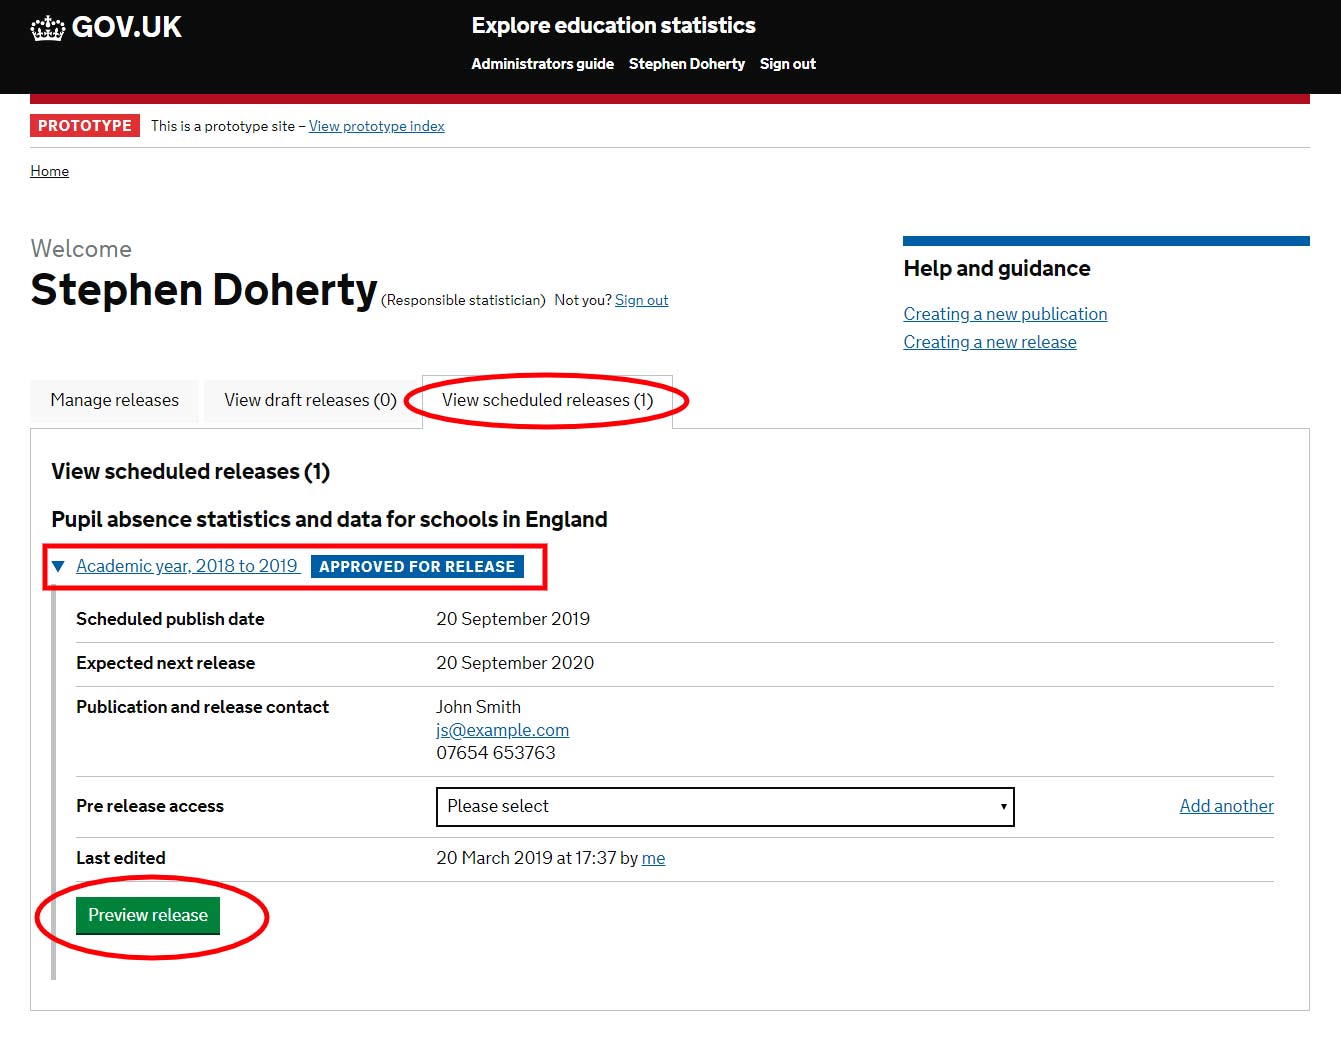 GOV.UK
Explore education statistics
Administrators guide Stephen Doherty Sign out
PROTOTYPE This is a prototype site – View prototype index
Home
Welcome
Stephen Doherty (Responsible statistician) Not you? Sign out
Help and guidance
Creating a new publication
Creating a new release
Manage releases View draft releases (0) View scheduled releases (1)
View scheduled releases (1)
Pupil absence statistics and data for schools in England
Academic year, 2018 to 2019 APPROVED FOR RELEASE
Scheduled publish date 20 September 2019
Expected next release 20 September 2020
Publication and release contact John Smith
js@example.com
07654 653763
Pre release access Please select Add another
Last edited 20 March 2019 at 17:37 by me
Preview release